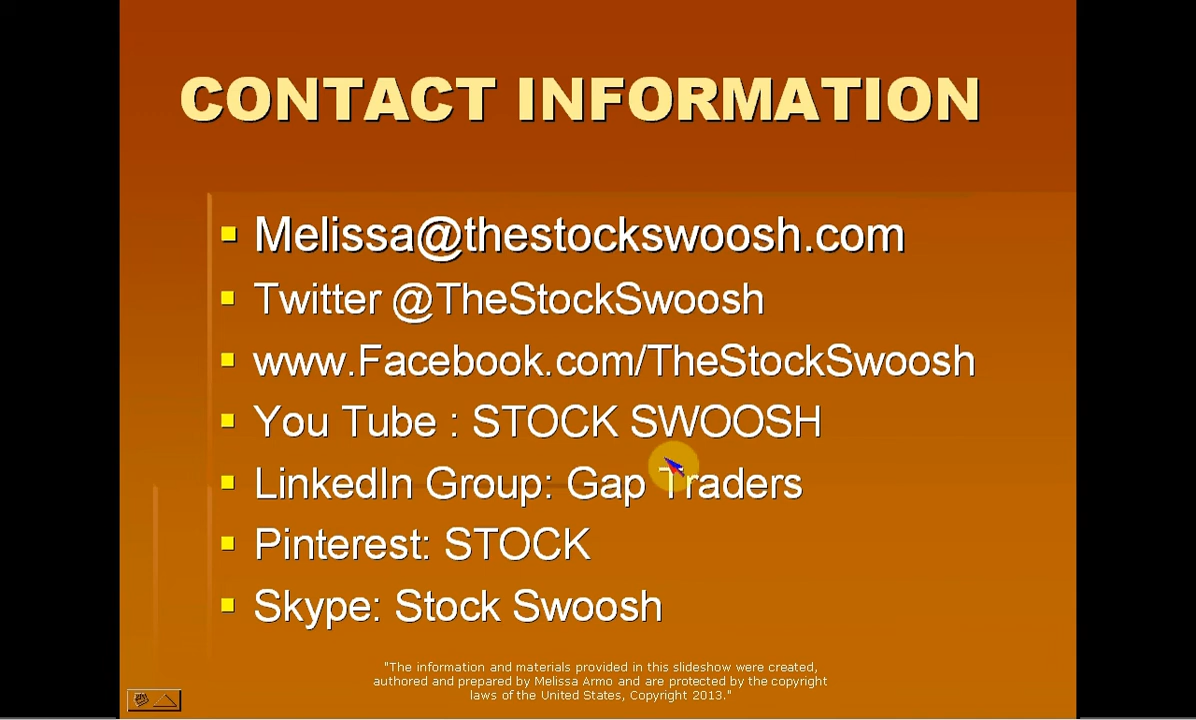 CONTACT INFORMATION
Melissa@thestockswoosh.com
Twitter @TheStockSwoosh
www.Facebook.com/TheStockSwoosh
You Tube : STOCK SWOOSH
LinkedIn Group: Gap Traders
Pinterest: STOCK
Skype: Stock Swoosh
"The information and materials provided in this slideshow were created,
authored and prepared by Melissa Armo and are protected by the copyright
laws of the United States, Copyright 2013."